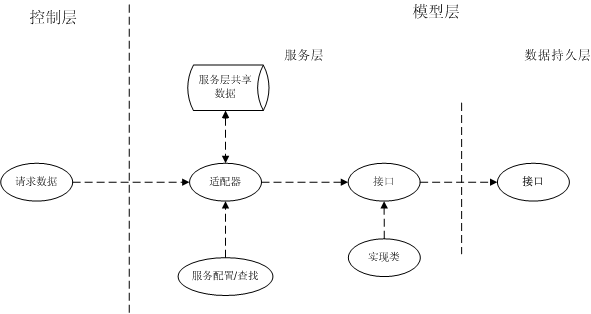 控制层
模型层
服务层
数据持久层
服务层共享
数据
请求数据
适配器
接口
接口
服务配置/查找
实现类